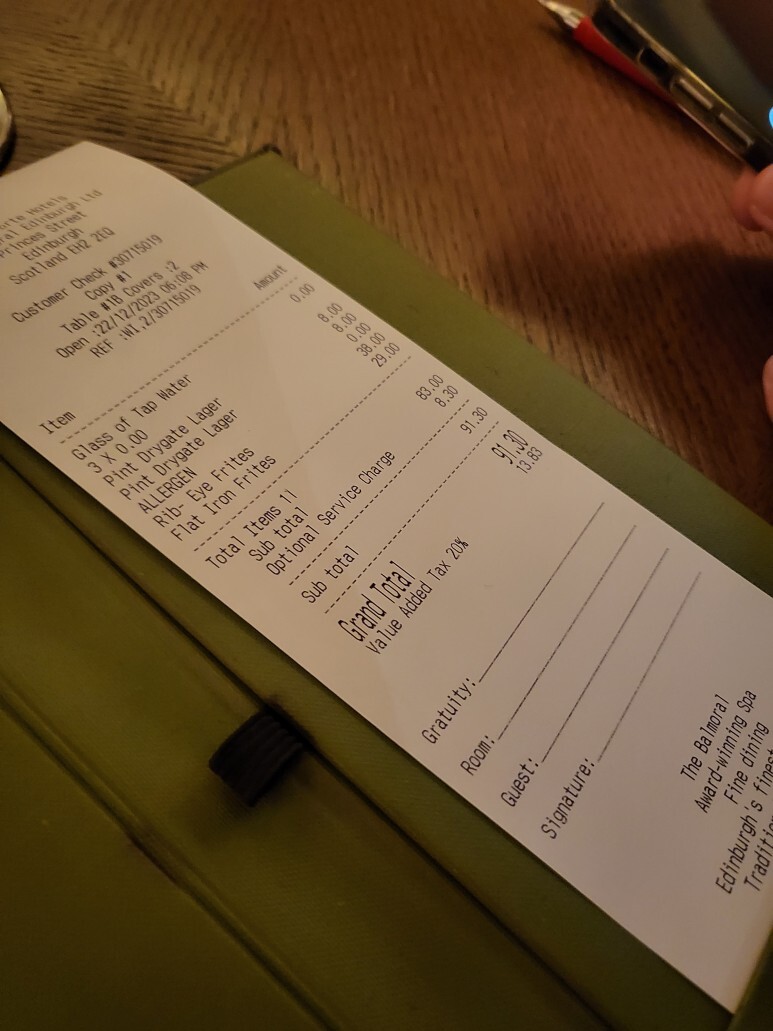 Hotels
Edinburgh Ltd
Princes Street
Edinburgh
Scotland EH2 2EQ
Customer Check #30715019
Copy #1
Table #18 Covers :2
Open :22/12/2023 06:08 PM
REF :WI.2/30715019
Item Amount
Glass of Tap Water 0.00
3 X 0.00
Pint Drygate Lager 8.00
Pint Drygate Lager 8.00
ALLERGEN 0.00
Rib- Eye Frites 38.00
Flat Iron Frites 29.00
Total Items 11
Sub total 83.00
Optional Service Charge 8.30
Sub total 91.30
Grand Total 91.30
Value Added Tax 20% 13.83
Gratuity:
Room:
Guest:
Signature:
The Balmoral
Award-winning Spa
Fine dining
Edinburgh's